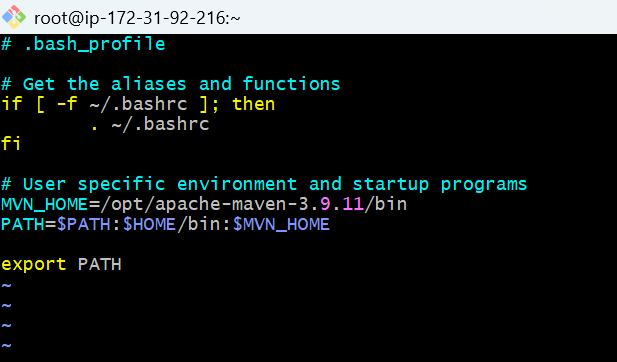 root@ip-172-31-92-216:~
# .bash_profile
# Get the aliases and functions
if [ -f ~/.bashrc ]; then
        . ~/.bashrc
fi
# User specific environment and startup programs
MVN_HOME=/opt/apache-maven-3.9.11/bin
PATH=$PATH:$HOME/bin:$MVN_HOME
export PATH
~
~
~
~